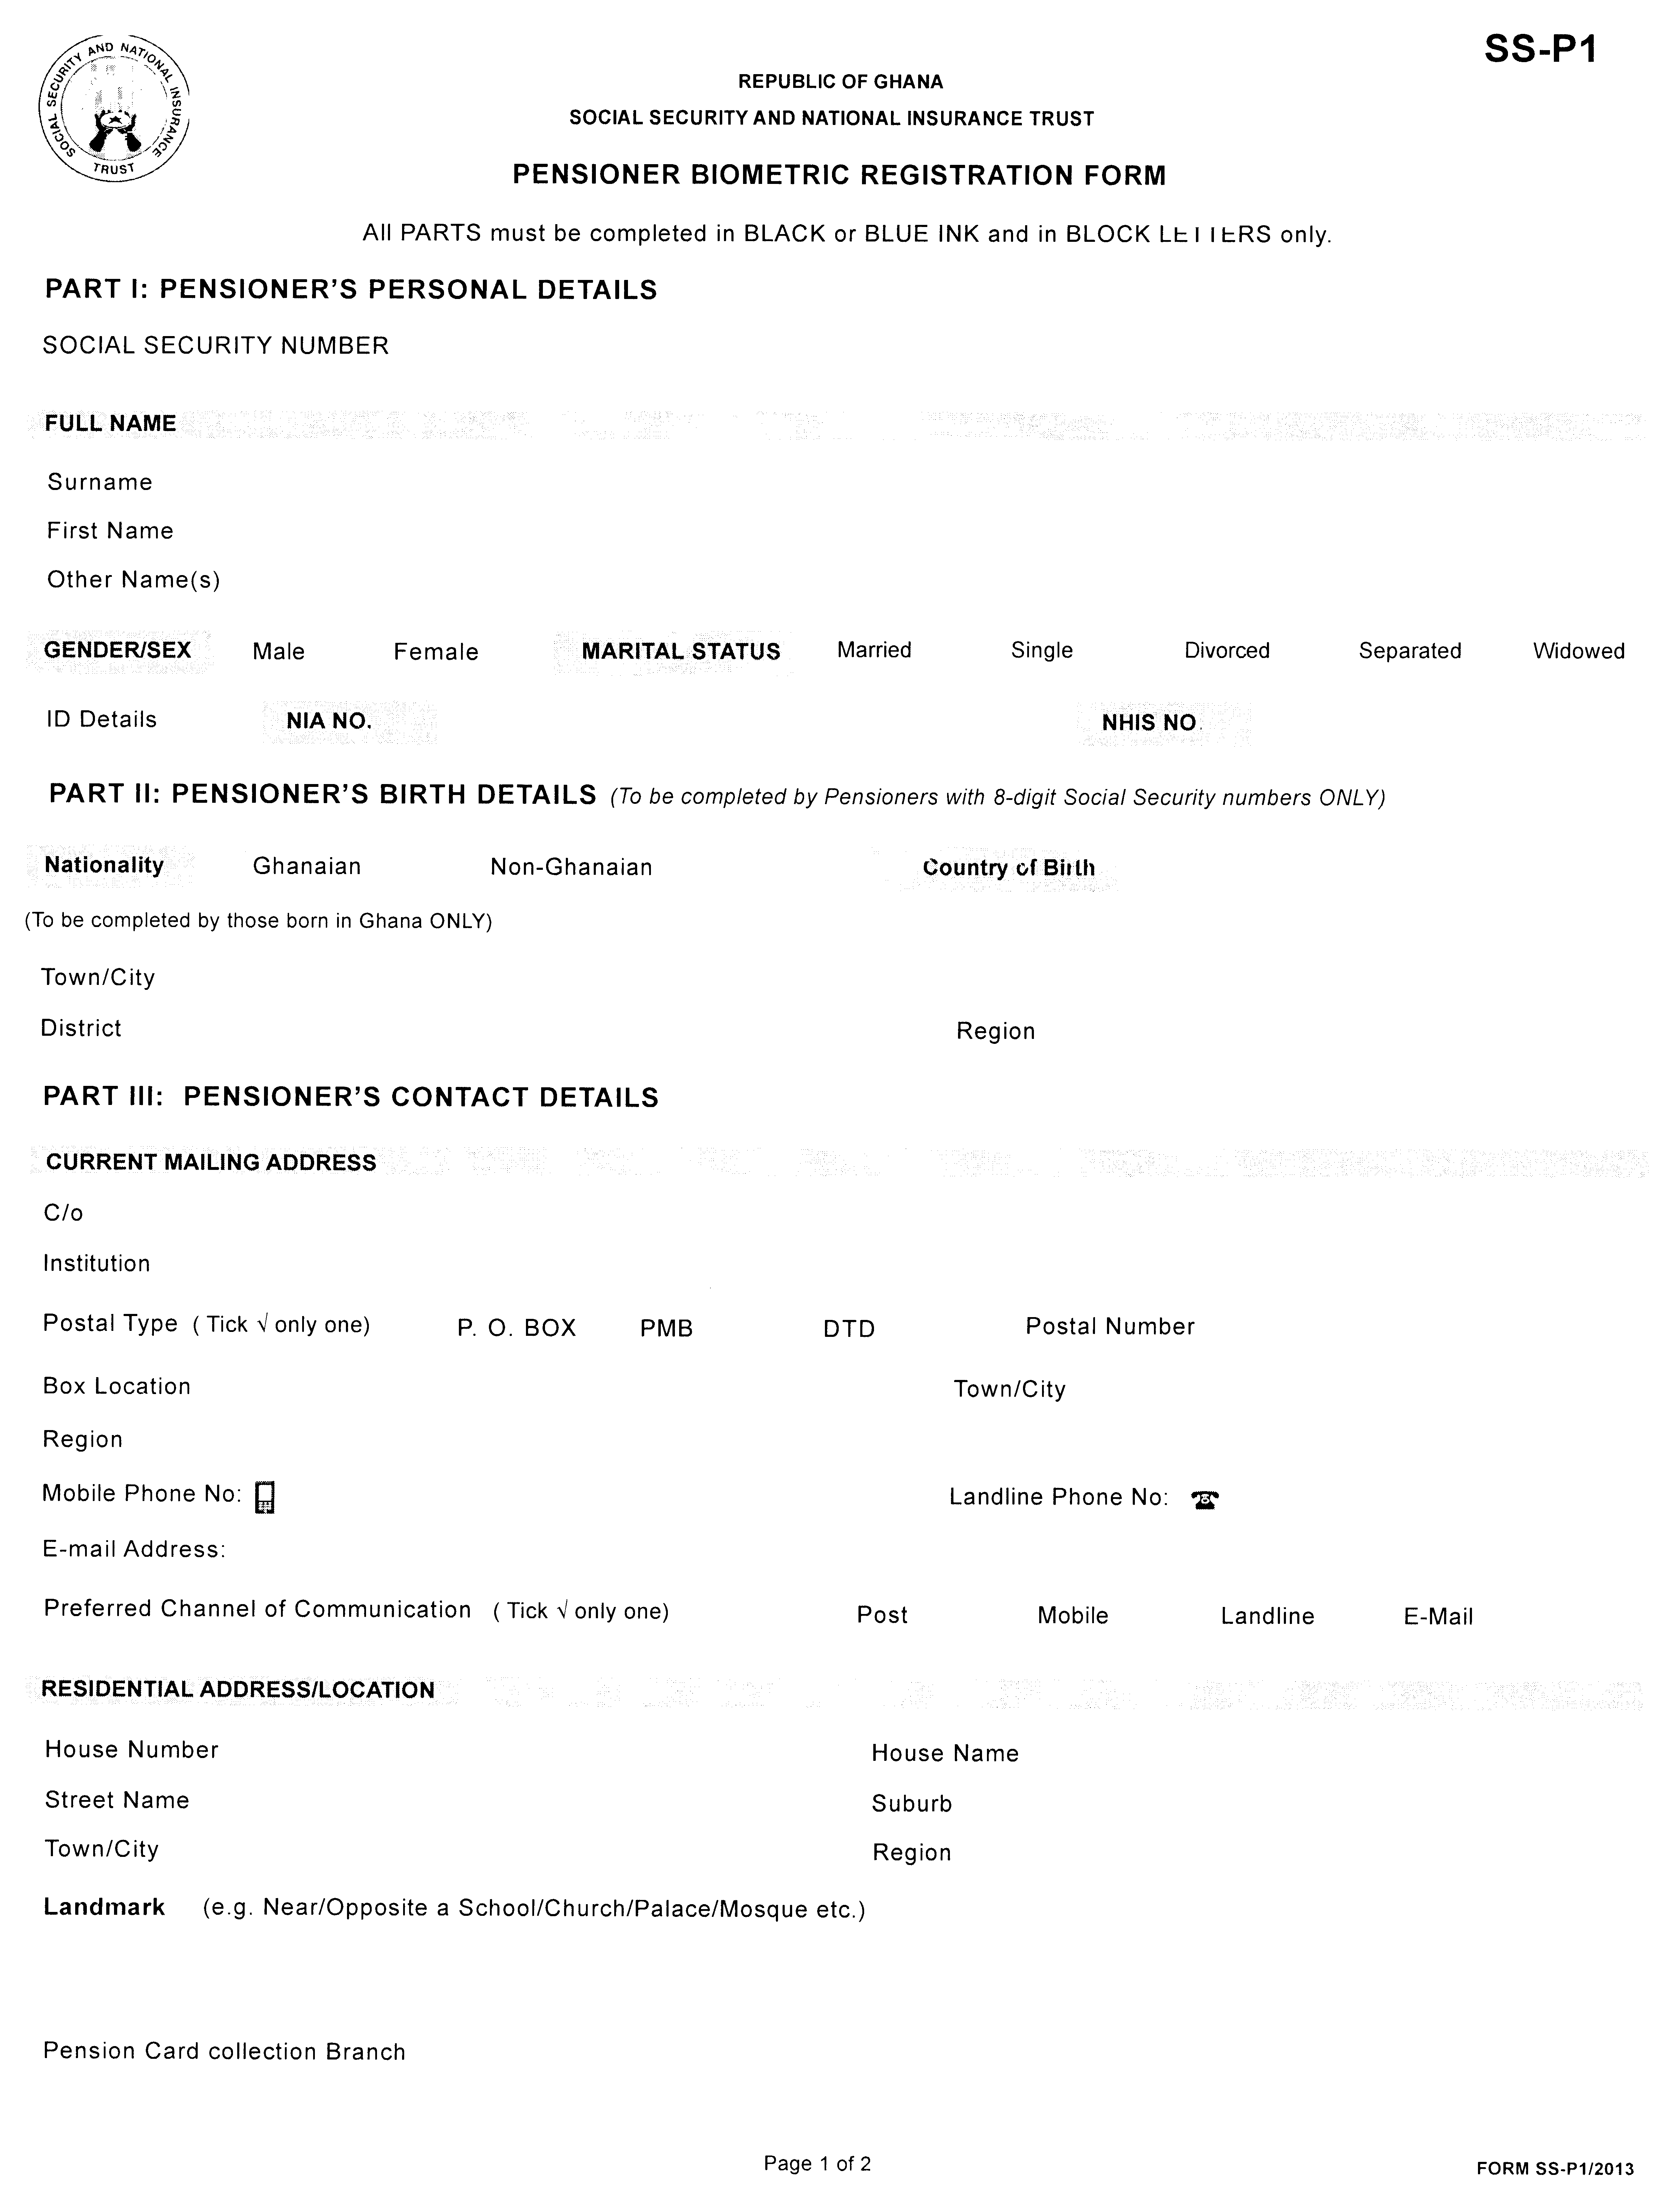 SS-P1
SOCIAL SECURITY AND NATIONAL INSURANCE TRUST
REPUBLIC OF GHANA
SOCIAL SECURITY AND NATIONAL INSURANCE TRUST
PENSIONER BIOMETRIC REGISTRATION FORM
All PARTS must be completed in BLACK or BLUE INK and in BLOCK LETTERS only.
PART I: PENSIONER'S PERSONAL DETAILS
SOCIAL SECURITY NUMBER
FULL NAME
Surname
First Name
Other Name(s)
GENDER/SEX Male Female MARITAL STATUS Married Single Divorced Separated Widowed
ID Details NIA NO. NHIS NO.
PART II: PENSIONER'S BIRTH DETAILS (To be completed by Pensioners with 8-digit Social Security numbers ONLY)
Nationality Ghanaian Non-Ghanaian Country of Birth
(To be completed by those born in Ghana ONLY)
Town/City
District Region
PART III: PENSIONER'S CONTACT DETAILS
CURRENT MAILING ADDRESS
C/o
Institution
Postal Type ( Tick √ only one) P. O. BOX PMB DTD Postal Number
Box Location Town/City
Region
Mobile Phone No: Landline Phone No:
E-mail Address:
Preferred Channel of Communication ( Tick √ only one) Post Mobile Landline E-Mail
RESIDENTIAL ADDRESS/LOCATION
House Number House Name
Street Name Suburb
Town/City Region
Landmark (e.g. Near/Opposite a School/Church/Palace/Mosque etc.)
Pension Card collection Branch
Page 1 of 2
FORM SS-P1/2013